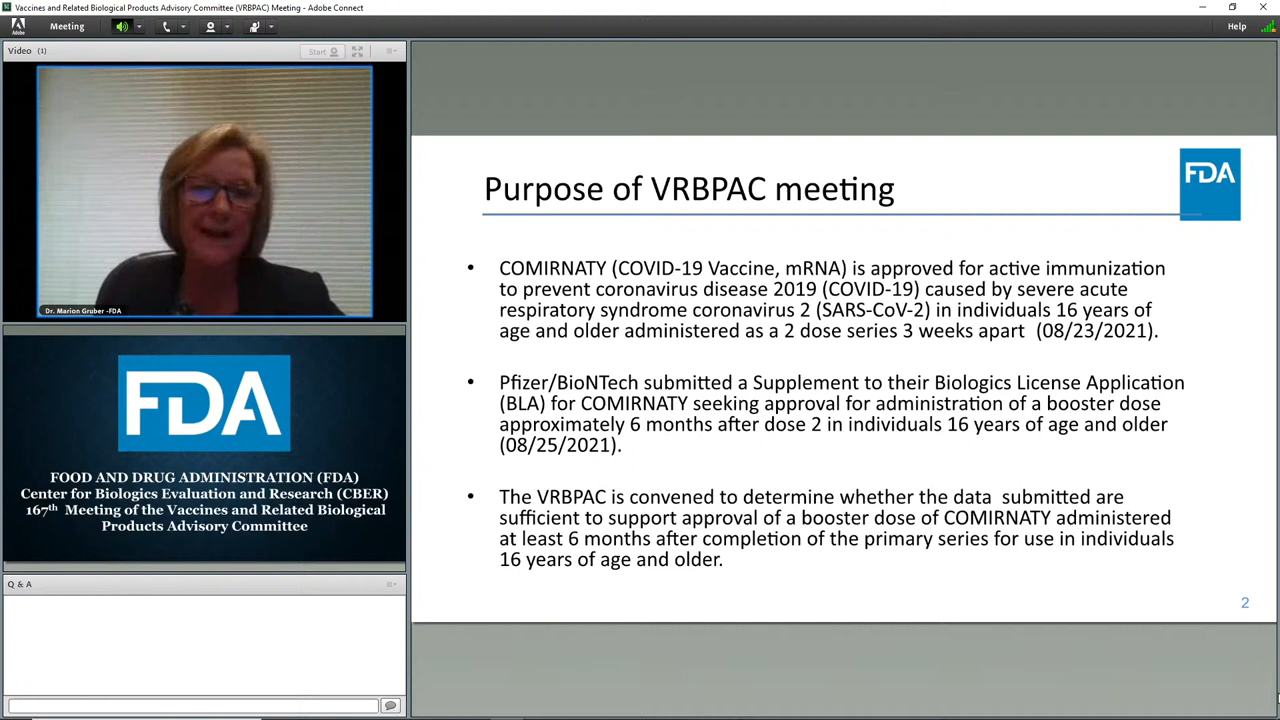 Vaccines and Related Biological Products Advisory Committee (VRBPAC) Meeting - Adobe Connect
Adobe
Meeting
Help
Video (1)
Start
Dr. Marion Gruber -FDA
FDA
FOOD AND DRUG ADMINISTRATION (FDA)
Center for Biologics Evaluation and Research (CBER)
167th Meeting of the Vaccines and Related Biological
Products Advisory Committee
Q & A
FDA
Purpose of VRBPAC meeting
• COMIRNATY (COVID-19 Vaccine, mRNA) is approved for active immunization
to prevent coronavirus disease 2019 (COVID-19) caused by severe acute
respiratory syndrome coronavirus 2 (SARS-CoV-2) in individuals 16 years of
age and older administered as a 2 dose series 3 weeks apart (08/23/2021).
• Pfizer/BioNTech submitted a Supplement to their Biologics License Application
(BLA) for COMIRNATY seeking approval for administration of a booster dose
approximately 6 months after dose 2 in individuals 16 years of age and older
(08/25/2021).
• The VRBPAC is convened to determine whether the data submitted are
sufficient to support approval of a booster dose of COMIRNATY administered
at least 6 months after completion of the primary series for use in individuals
16 years of age and older.
2